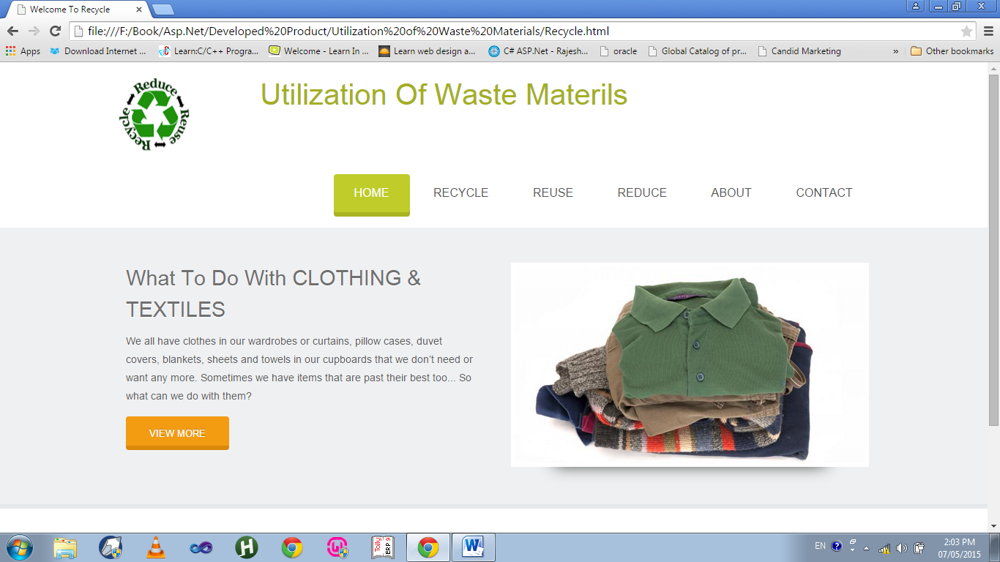 Welcome To Recycle
file:///F:/Book/Asp.Net/Developed%20Product/Utilization%20of%20Waste%20Materials/Recycle.html
Apps Download Internet ... Learn:C/C++ Progra... Welcome - Learn In ... Learn web design a... C# ASP.Net - Rajesh... oracle Global Catalog of pr... Candid Marketing » Other bookmarks
Reduce Reuse Recycle
Utilization Of Waste Materils
HOME RECYCLE REUSE REDUCE ABOUT CONTACT
What To Do With CLOTHING &
TEXTILES
We all have clothes in our wardrobes or curtains, pillow cases, duvet
covers, blankets, sheets and towels in our cupboards that we don't need or
want any more. Sometimes we have items that are past their best too... So
what can we do with them?
VIEW MORE
Tally
ERP 9
EN
2:03 PM
07/05/2015